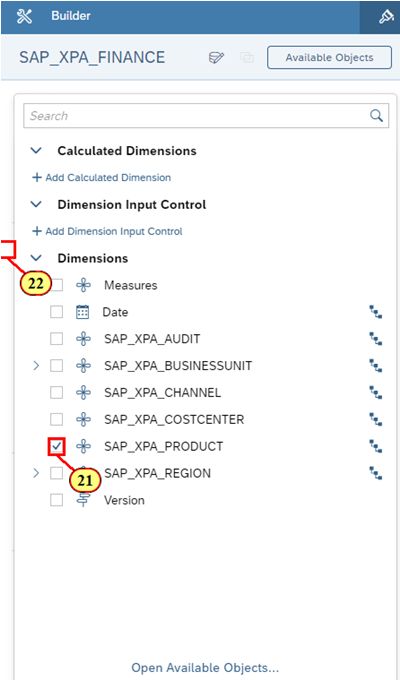 Builder
SAP_XPA_FINANCE
Available Objects
Search
Calculated Dimensions
+ Add Calculated Dimension
Dimension Input Control
+ Add Dimension Input Control
Dimensions
22
Measures
Date
SAP_XPA_AUDIT
SAP_XPA_BUSINESSUNIT
SAP_XPA_CHANNEL
SAP_XPA_COSTCENTER
SAP_XPA_PRODUCT
21
SAP_XPA_REGION
Version
Open Available Objects...